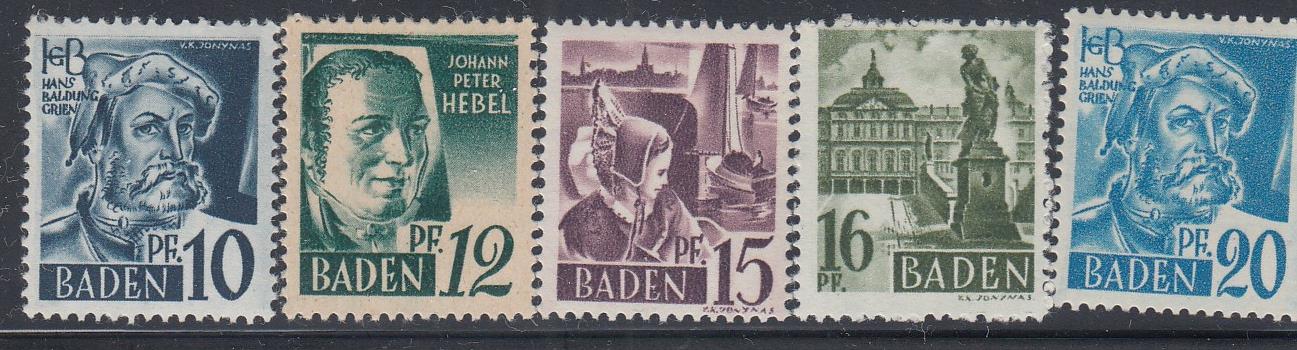 V.K.JONYNAS
HGB
HANS
BALDUNG
GRIEN
PF. 10
BADEN
JOHANN
PETER
HEBEL
PF. 12
BADEN
PF. 15
BADEN
V.K.JONYNAS
16
PF.
BADEN
V.K.JONYNAS.
V.K.JONYNAS
HGB
HANS
BALDUNG
GRIEN
PF. 20
BADEN